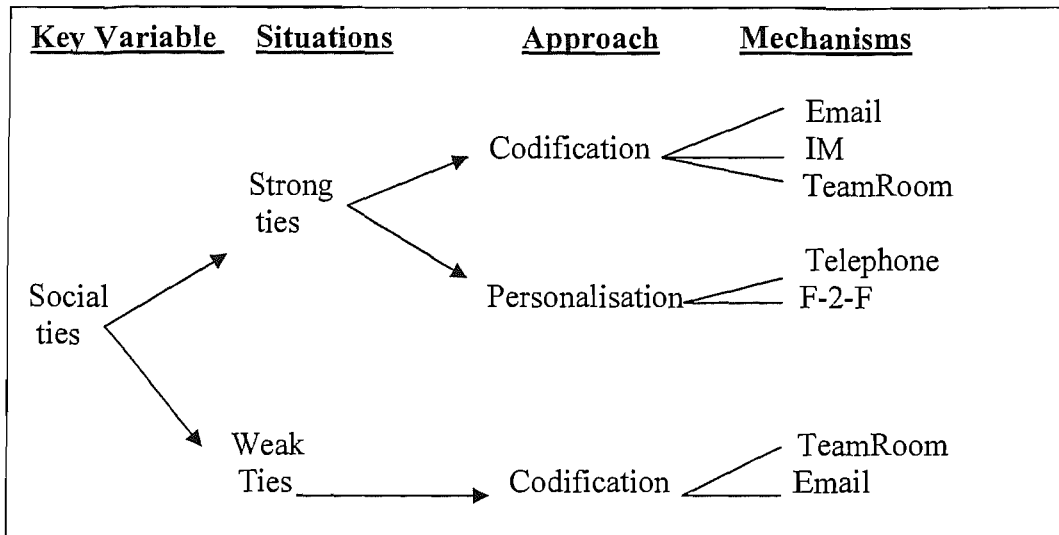 Key Variable Situations Approach Mechanisms
Email
Codification IM
Strong TeamRoom
ties
Telephone
Social Personalisation F-2-F
ties
Weak TeamRoom
Ties Codification Email